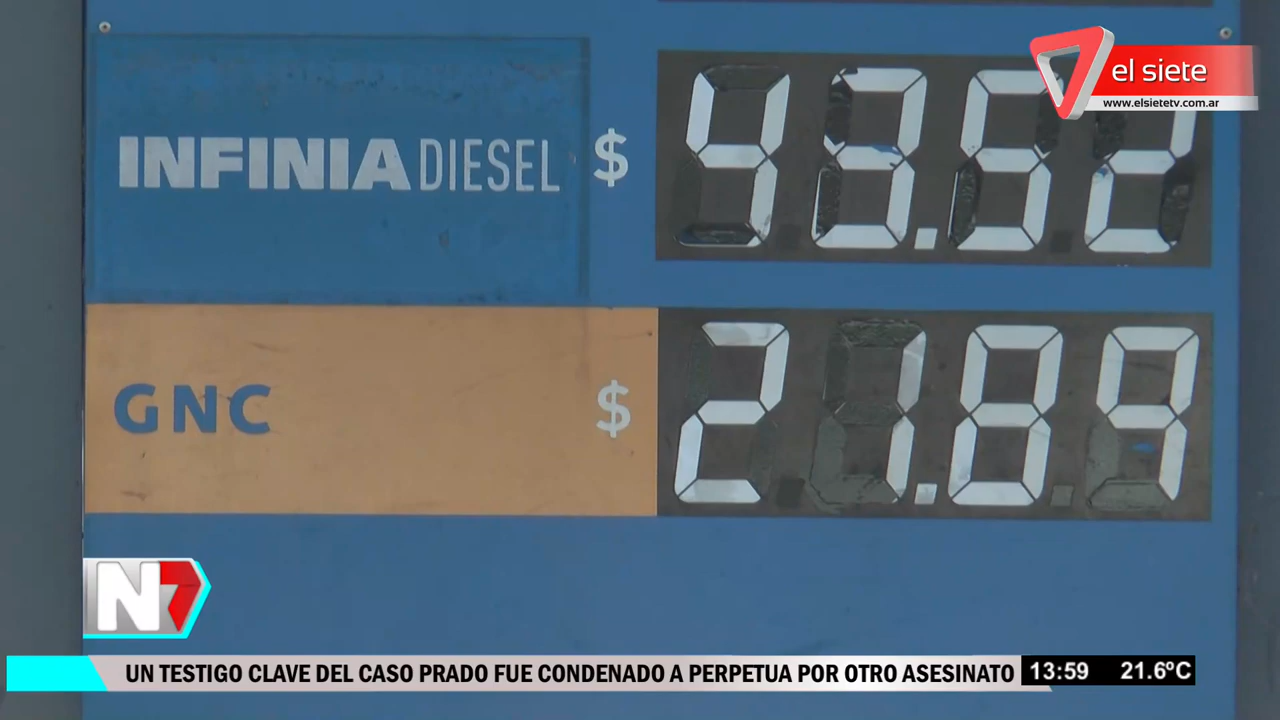 el siete
www.elsietetv.com.ar
INFINIA DIESEL $ 43.52
GNC $ 21.89
N7
UN TESTIGO CLAVE DEL CASO PRADO FUE CONDENADO A PERPETUA POR OTRO ASESINATO 13:59 21.6°C